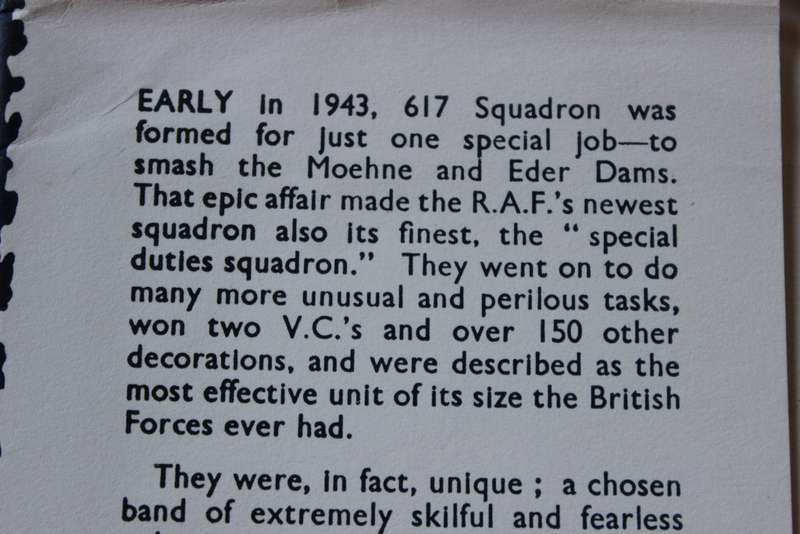 EARLY in 1943, 617 Squadron was
formed for just one special job—to
smash the Moehne and Eder Dams.
That epic affair made the R.A.F.'s newest
squadron also its finest, the “ special
duties squadron.” They went on to do
many more unusual and perilous tasks,
won two V.C.'s and over 150 other
decorations, and were described as the
most effective unit of its size the British
Forces ever had.
They were, in fact, unique ; a chosen
band of extremely skilful and fearless